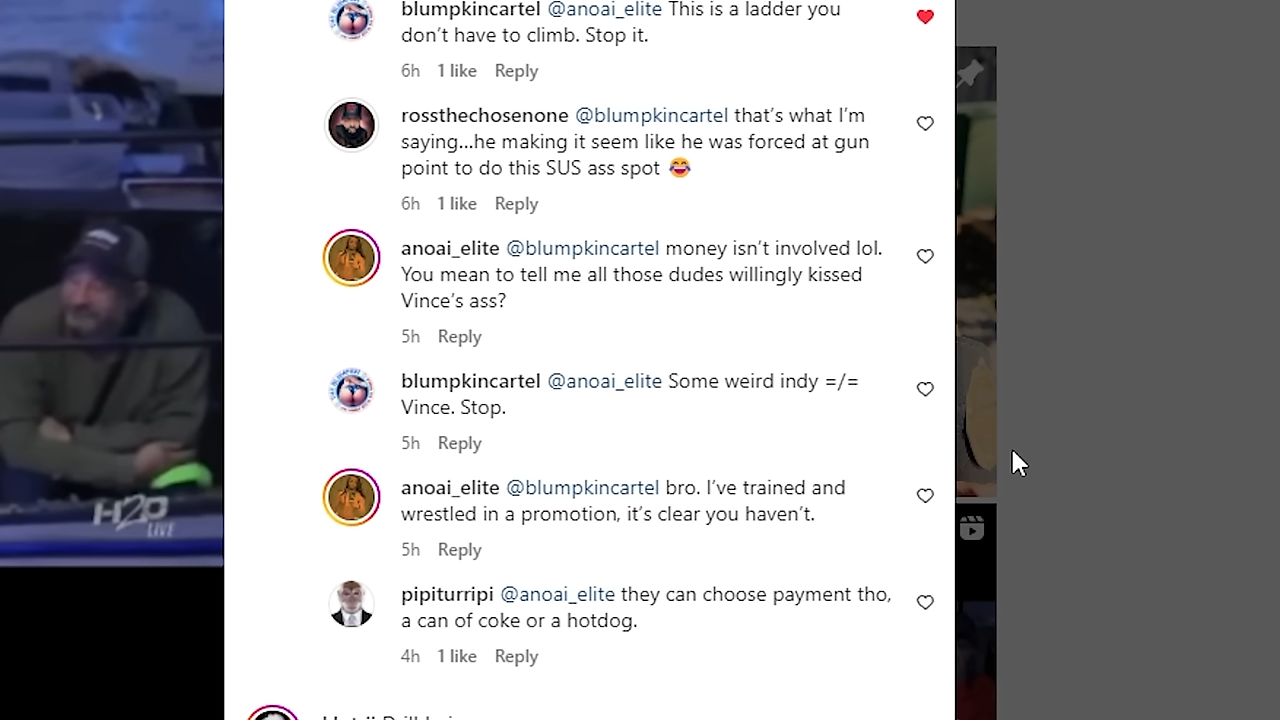 blumpkincartel @anoai_elite This is a ladder you
don't have to climb. Stop it.
6h 1 like Reply
rossthechosenone @blumpkincartel that's what I'm
saying...he making it seem like he was forced at gun
point to do this SUS ass spot 😂
6h 1 like Reply
anoai_elite @blumpkincartel money isn't involved lol.
You mean to tell me all those dudes willingly kissed
Vince's ass?
5h Reply
blumpkincartel @anoai_elite Some weird indy =/=
Vince. Stop.
5h Reply
anoai_elite @blumpkincartel bro. I've trained and
wrestled in a promotion, it's clear you haven't.
5h Reply
pipiturripi @anoai_elite they can choose payment tho,
a can of coke or a hotdog.
4h 1 like Reply
H2O
LIVE